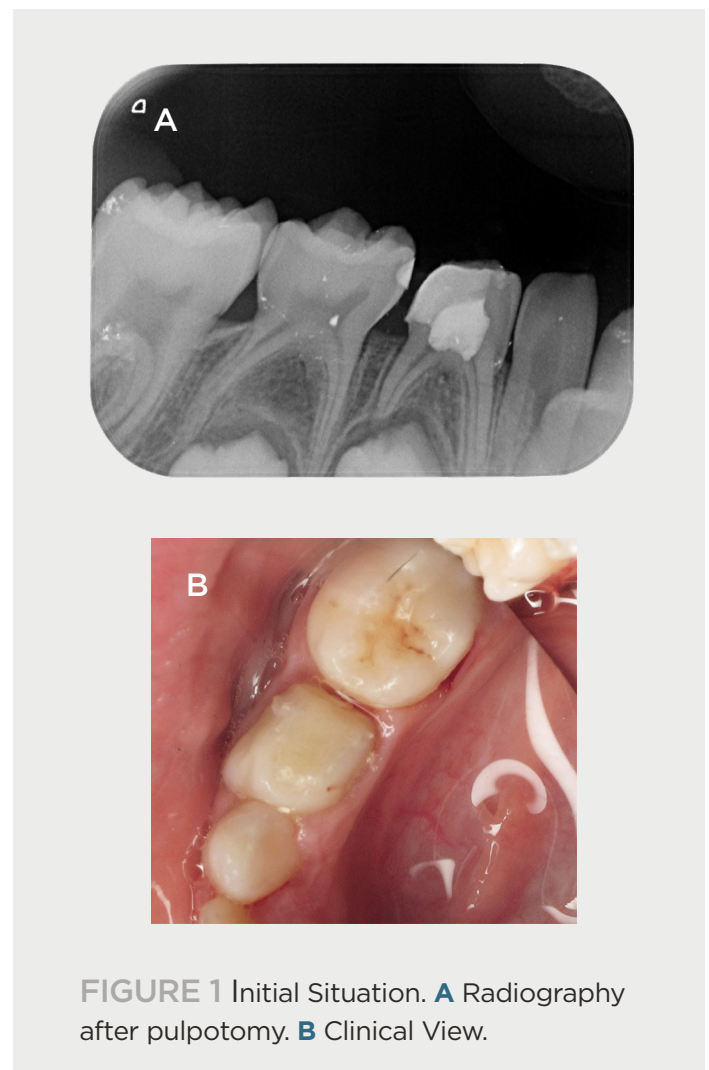 A
B
FIGURE 1 Initial Situation. A Radiography
after pulpotomy. B Clinical View.